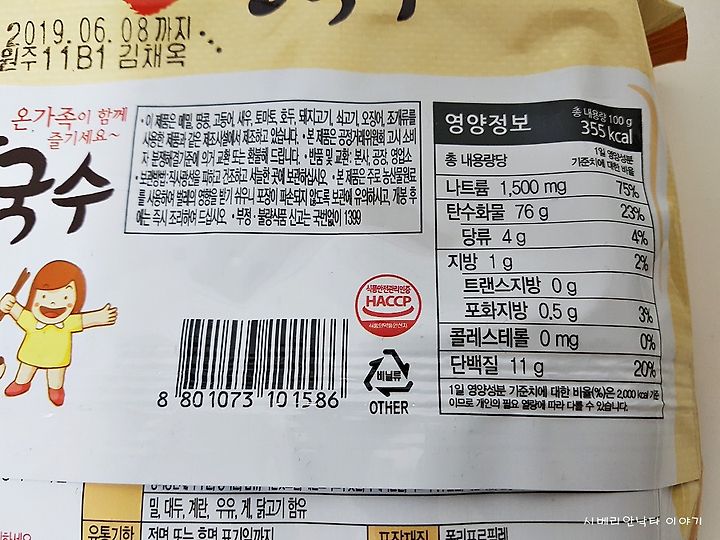 2019.06.08까지
원주11B1 김채옥
온가족이 함께
즐기세요~
국수
• 이 제품은 메밀, 땅콩, 고등어, 새우, 토마토, 호두, 돼지고기, 쇠고기, 오징어, 조개류를
사용한 제품과 같은 제조시설에서 제조하고 있습니다. • 본 제품은 공정거래위원회 고시 소비
자 분쟁해결기준에 의거 교환 또는 환불해 드립니다. • 반품 및 교환: 본사, 공장, 영업소
• 보관방법: 직사광선을 피하고 건조하고 서늘한 곳에 보관하십시오. • 본 제품은 주로 농산물원료
를 사용하여 벌레의 영향을 받기 쉬우니 포장이 파손되지 않도록 보관에 유의하시고, 개봉 후
에는 즉시 조리하여 드십시오. • 부정·불량식품 신고는 국번없이 1399
영양정보
총 내용량 100 g
355 kcal
총 내용량당
1일 영양성분
기준치에 대한 비율
나트륨 1,500 mg 75%
탄수화물 76 g 23%
당류 4 g 4%
지방 1 g 2%
트랜스지방 0 g
포화지방 0.5 g 3%
콜레스테롤 0 mg 0%
단백질 11 g 20%
1일 영양성분 기준치에 대한 비율(%)은 2,000 kcal 기준
이므로 개인의 필요 열량에 따라 다를 수 있습니다.
식품안전관리인증
HACCP
식품의약품안전처
비닐류
OTHER
8 801073 101586
밀, 대두, 계란, 우유, 게, 닭고기 함유
유통기한 전면 또는 후면 표기일까지
포장재질 폴리프로필렌
시베리안낙타 이야기